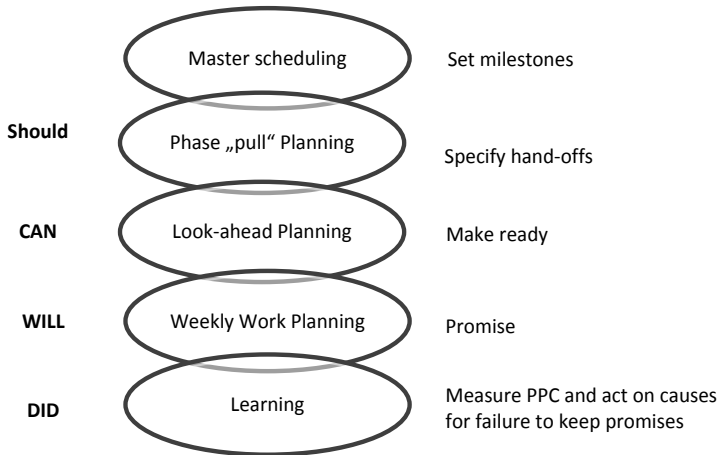 Master scheduling
Set milestones
Should
Phase „pull“ Planning
Specify hand-offs
CAN
Look-ahead Planning
Make ready
WILL
Weekly Work Planning
Promise
DID
Learning
Measure PPC and act on causes
for failure to keep promises